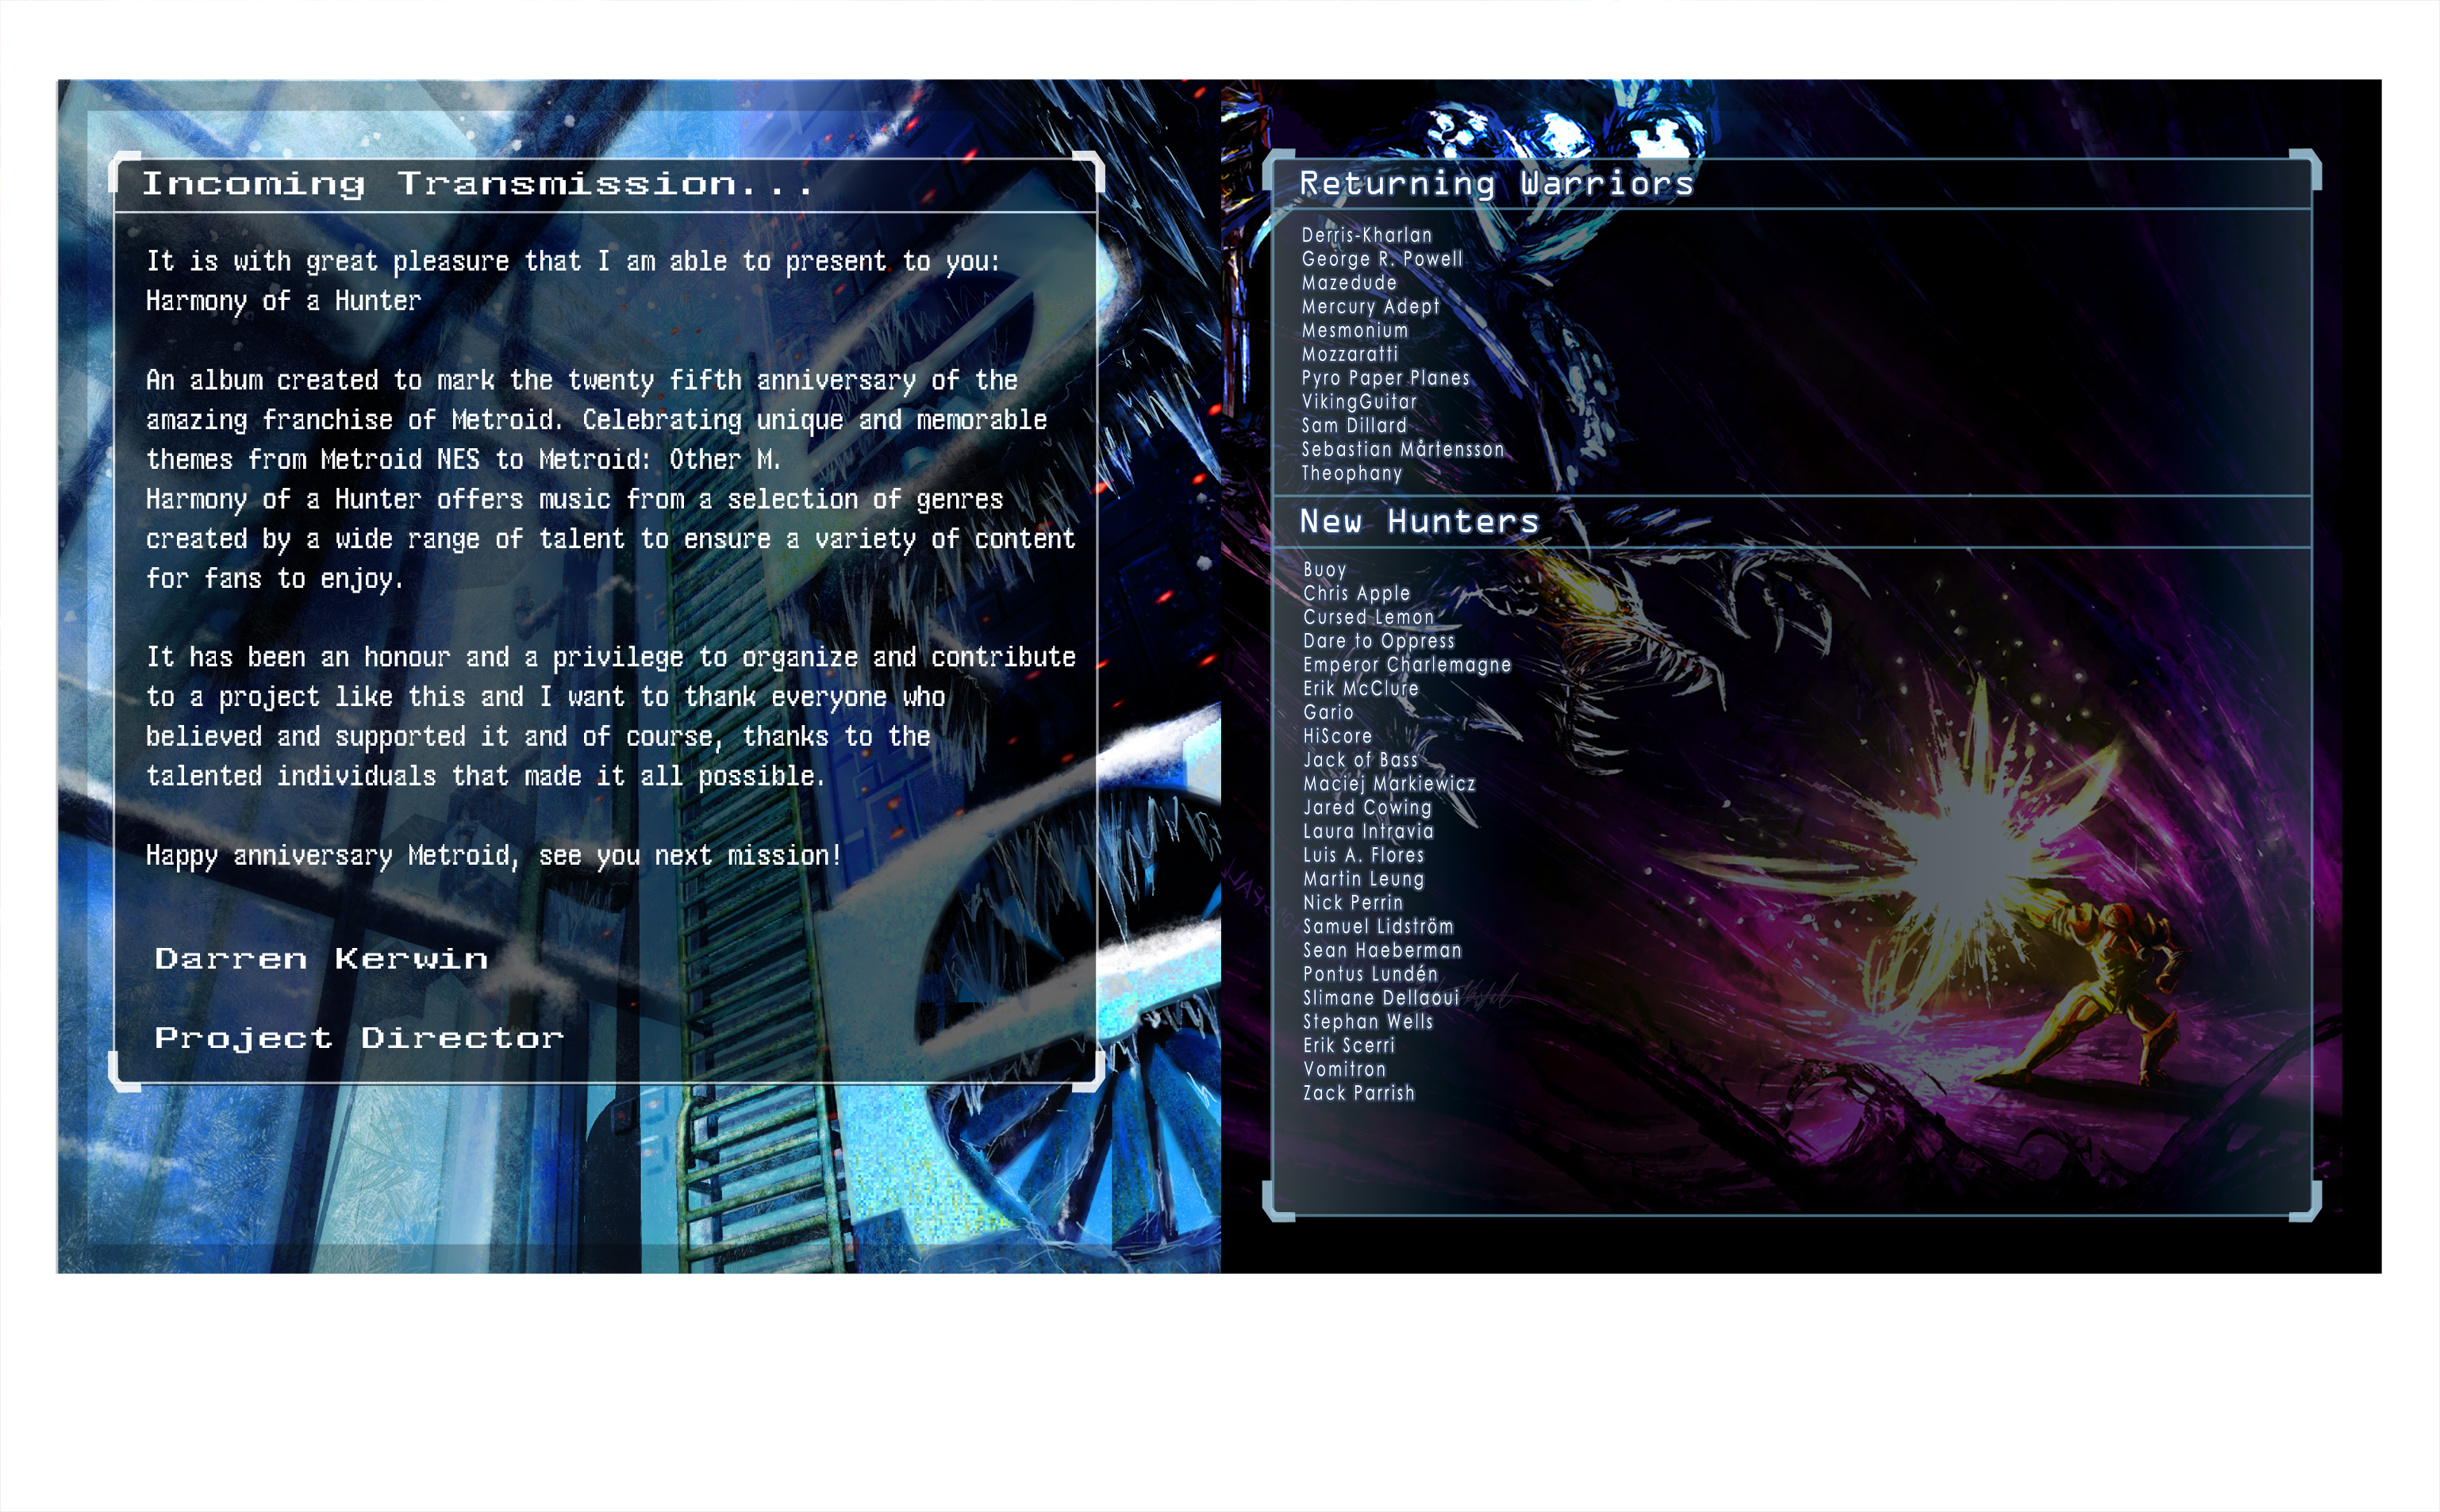 Incoming Transmission...
It is with great pleasure that I am able to present to you:
Harmony of a Hunter
An album created to mark the twenty fifth anniversary of the
amazing franchise of Metroid. Celebrating unique and memorable
themes from Metroid NES to Metroid: Other M.
Harmony of a Hunter offers music from a selection of genres
created by a wide range of talent to ensure a variety of content
for fans to enjoy.
It has been an honour and a privilege to organize and contribute
to a project like this and I want to thank everyone who
believed and supported it and of course, thanks to the
talented individuals that made it all possible.
Happy anniversary Metroid, see you next mission!
Darren Kerwin
Project Director
Returning Warriors
Derris-Kharlan
George R. Powell
Mazedude
Mercury Adept
Mesmonium
Mozzaratti
Pyro Paper Planes
VikingGuitar
Sam Dillard
Sebastian Mårtensson
Theophany
New Hunters
Buoy
Chris Apple
Cursed Lemon
Dare to Oppress
Emperor Charlemagne
Erik McClure
Gario
HiScore
Jack of Bass
Maciej Markiewicz
Jared Cowing
Laura Intravia
Luis A. Flores
Martin Leung
Nick Perrin
Samuel Lidström
Sean Haeberman
Pontus Lundén
Slimane Dellaoui
Stephan Wells
Erik Scerri
Vomitron
Zack Parrish